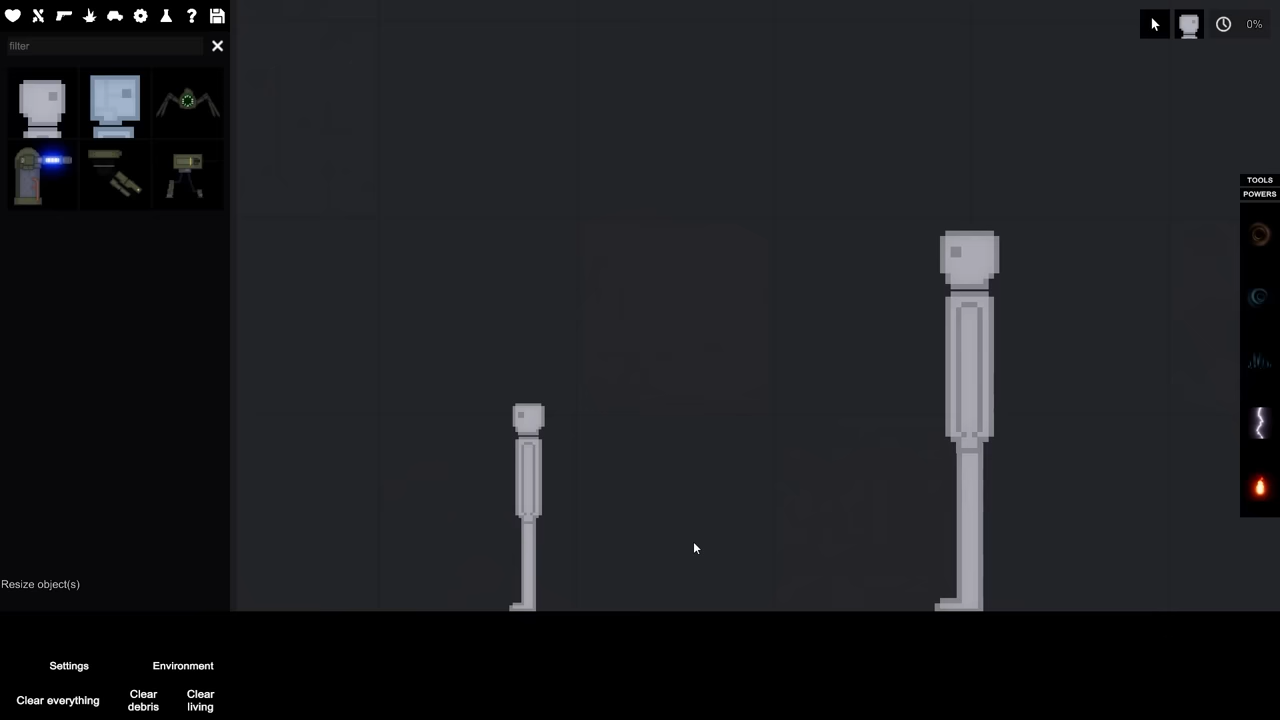 filter
0%
TOOLS
POWERS
Resize object(s)
Settings
Environment
Clear everything
Clear
debris
Clear
living